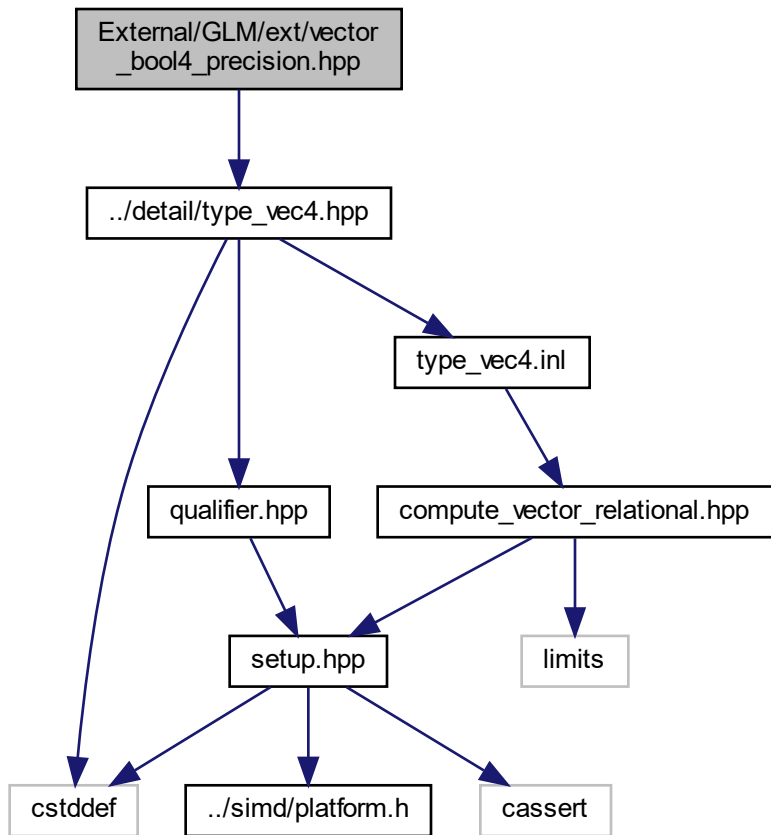 External/GLM/ext/vector
_bool4_precision.hpp
../detail/type_vec4.hpp
type_vec4.inl
qualifier.hpp
compute_vector_relational.hpp
setup.hpp
limits
cstddef
../simd/platform.h
cassert